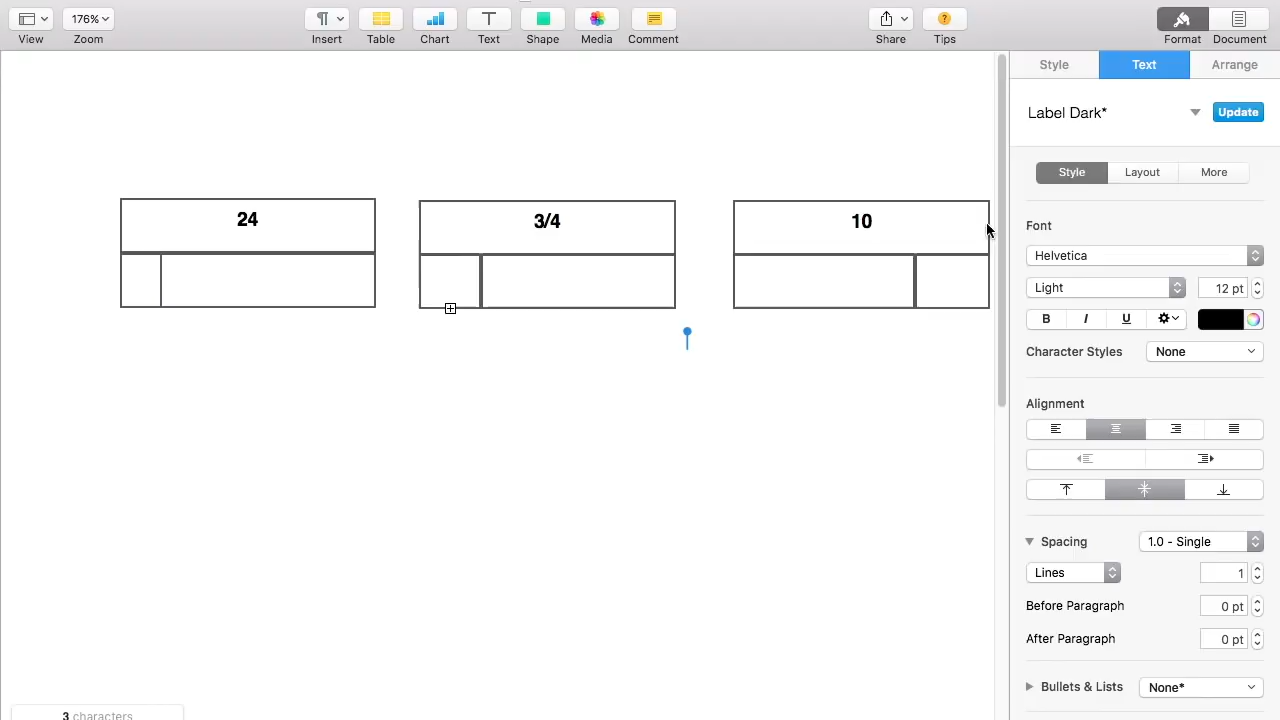 176%
View Zoom Insert Table Chart Text Shape Media Comment Share Tips Format Document
Style Text Arrange
Label Dark* Update
Style Layout More
24 3/4 10
Font
Helvetica
Light 12 pt
B I U
Character Styles None
Alignment
Spacing 1.0 - Single
Lines 1
Before Paragraph 0 pt
After Paragraph 0 pt
Bullets & Lists None*
3 characters